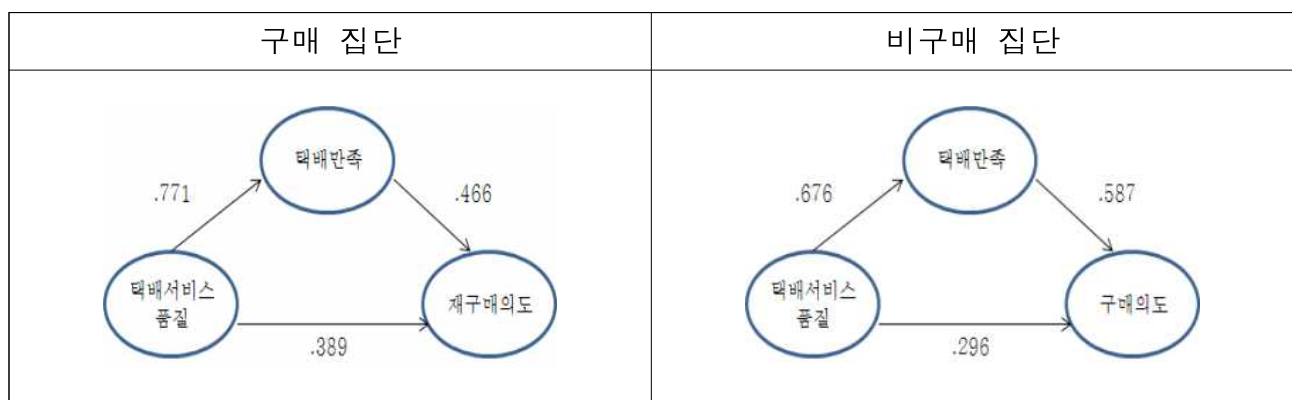 구매 집단
비구매 집단
택배만족
.771
.466
택배서비스
품질
재구매의도
.389
택배만족
.676
.587
택배서비스
품질
구매의도
.296